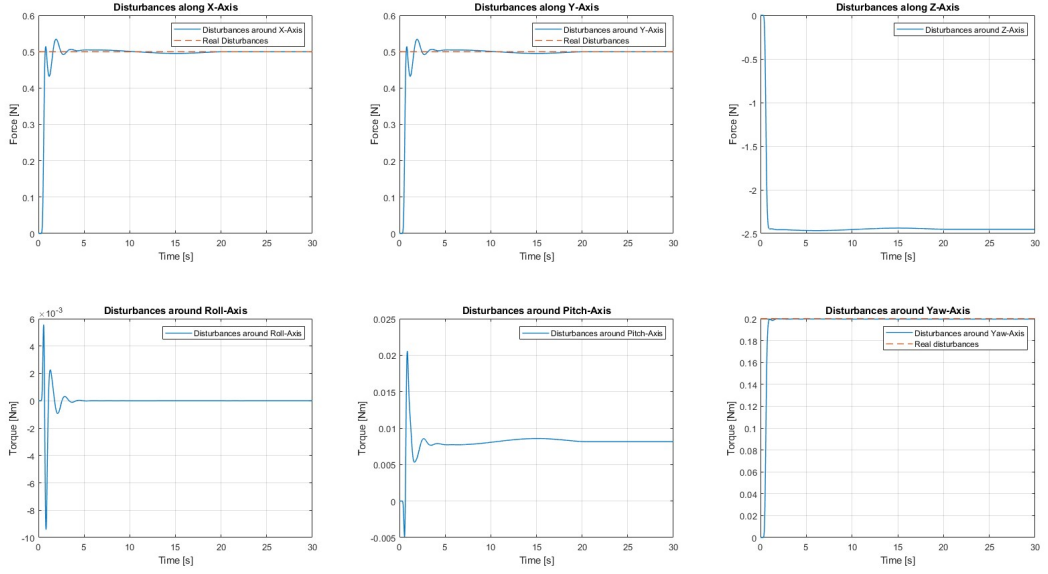 Disturbances along X-Axis
Disturbances around X-Axis
Real Disturbances
Force [N]
0.6
0.5
0.4
0.3
0.2
0.1
0
0 5 10 15 20 25 30
Time [s]
Disturbances along Y-Axis
Disturbances around Y-Axis
Real Disturbances
Force [N]
0.6
0.5
0.4
0.3
0.2
0.1
0
0 5 10 15 20 25 30
Time [s]
Disturbances along Z-Axis
Disturbances around Z-Axis
Force [N]
0
-0.5
-1
-1.5
-2
-2.5
0 5 10 15 20 25 30
Time [s]
Disturbances around Roll-Axis
×10-3
Disturbances around Roll-Axis
Torque [Nm]
6
4
2
0
-2
-4
-6
-8
-10
0 5 10 15 20 25 30
Time [s]
Disturbances around Pitch-Axis
Disturbances around Pitch-Axis
Torque [Nm]
0.025
0.02
0.015
0.01
0.005
0
-0.005
0 5 10 15 20 25 30
Time [s]
Disturbances around Yaw-Axis
Disturbances around Yaw-Axis
Real disturbances
Torque [Nm]
0.2
0.18
0.16
0.14
0.12
0.1
0.08
0.06
0.04
0.02
0
0 5 10 15 20 25 30
Time [s]